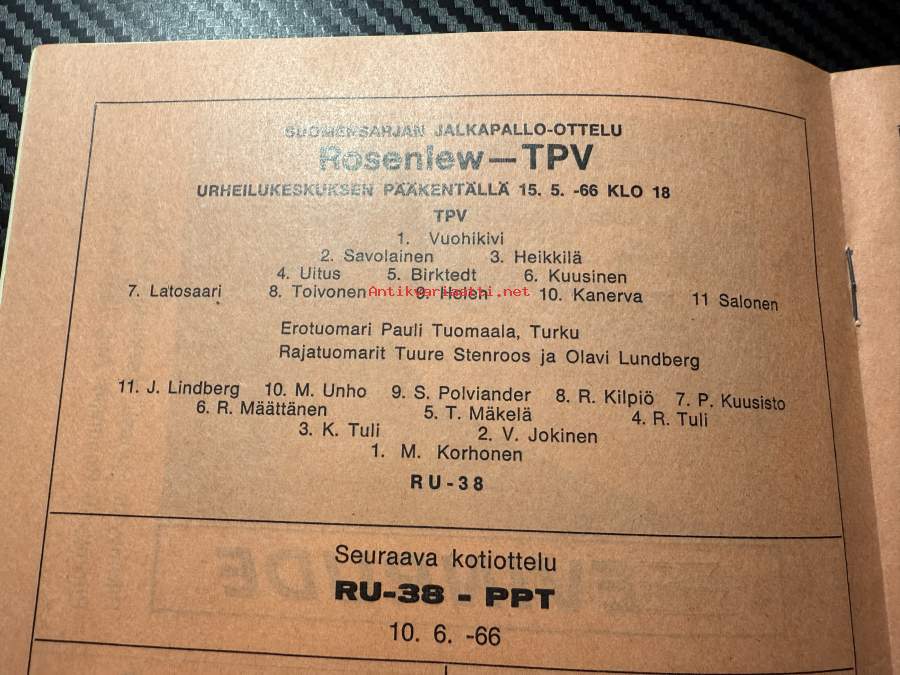 SUOMENSARJAN JALKAPALLO-OTTELU
Rosenlew—TPV
URHEILUKESKUKSEN PÄÄKENTÄLLÄ 15. 5. -66 KLO 18
TPV
1. Vuohikivi
2. Savolainen 3. Heikkilä
4. Uitus 5. Birktedt 6. Kuusinen
7. Latosaari 8. Toivonen 9. 10. Kanerva 11 Salonen
Antikvariaatti.net
Erotuomari Pauli Tuomaala, Turku
Rajatuomarit Tuure Stenroos ja Olavi Lundberg
11. J. Lindberg 10. M. Unho 9. S. Polviander 8. R. Kilpiö 7. P. Kuusisto
6. R. Määttänen 5. T. Mäkelä 4. R. Tuli
3. K. Tuli 2. V. Jokinen
1. M. Korhonen
RU-38
Seuraava kotiottelu
RU-38 - PPT
10. 6. -66